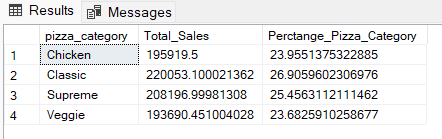 Results Messages
pizza_category Total_Sales Perctange_Pizza_Category
1 Chicken 195919.5 23.9551375322885
2 Classic 220053.100021362 26.9059602306976
3 Supreme 208196.99981308 25.4563112111462
4 Veggie 193690.451004028 23.6825910258677